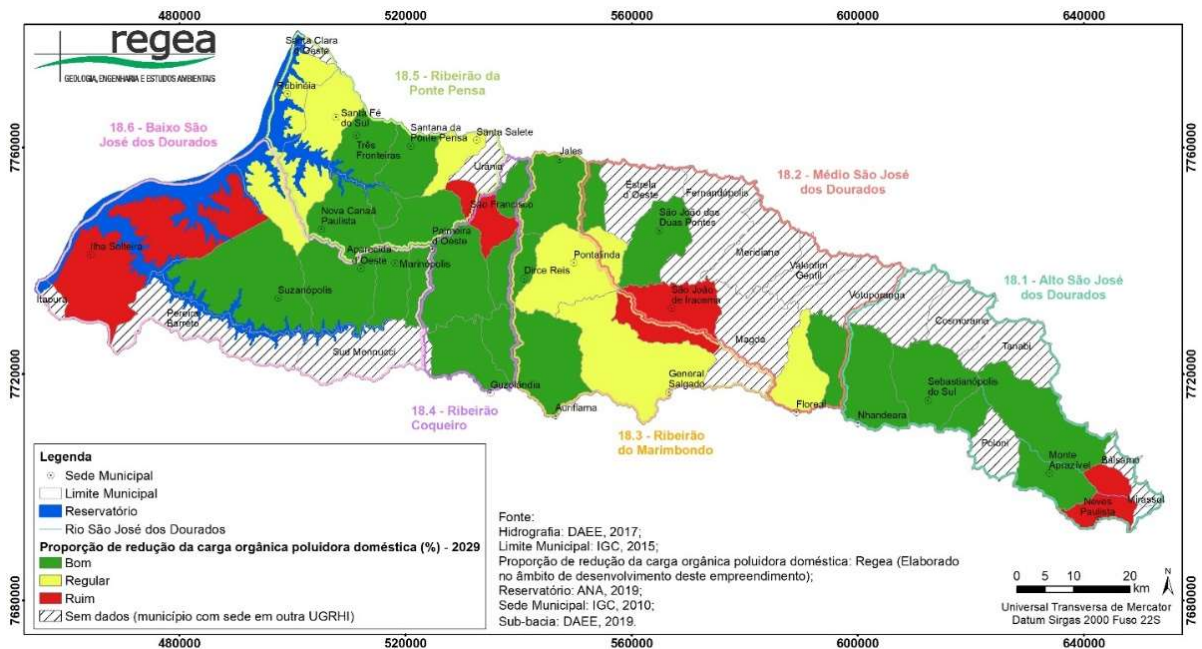 480000 520000 560000 600000 640000
regea
GEOLOGIA, ENGENHARIA E ESTUDOS AMBIENTAIS
Santa Clara
d'Oeste
Rubinéia
18.5 - Ribeirão da
Ponte Pensa
18.6 - Baixo São
José dos Dourados
Santa Fé
do Sul
Santana da
Ponte Pensa
Santa Salete
Três
Fronteiras
Urânia
Jales
7760000
7760000
18.2 - Médio São José
dos Dourados
Estrela
d'Oeste
Fernandópolis
São Francisco
São João das
Duas Pontes
Nova Canaã
Paulista
Palmeira
d'Oeste
Aparecida
d'Oeste
Marinópolis
Dirce Reis
Pontalinda
Meridiano
Valentim
Gentil
Votuporanga
18.1 - Alto São José
dos Dourados
Ilha Solteira
Suzanápolis
Itapura
Pereira
Barreto
São João
de Iracema
Cosmorama
Tanabi
Sud Mennucci
Magda
7720000
7720000
General
Salgado
Guzolândia
Auriflama
Floreal
Nhandeara
Sebastianópolis
do Sul
18.4 - Ribeirão
Coqueiro
18.3 - Ribeirão
do Marimbondo
Poloni
Monte
Aprazível
Bálsamo
Mirassol
Neves
Paulista
Legenda
Sede Municipal
Limite Municipal
Reservatório
Rio São José dos Dourados
Proporção de redução da carga orgânica poluidora doméstica (%) - 2029
Bom
Regular
Ruim
Sem dados (município com sede em outra UGRHI)
Fonte:
Hidrografia: DAEE, 2017;
Limite Municipal: IGC, 2015;
Proporção de redução da carga orgânica poluidora doméstica: Regea (Elaborado
no âmbito de desenvolvimento deste empreendimento);
Reservatório: ANA, 2019;
Sede Municipal: IGC, 2010;
Sub-bacia: DAEE, 2019.
0 5 10 20
km
N
Universal Transversa de Mercator
Datum Sirgas 2000 Fuso 22S
7680000
7680000
480000 520000 560000 600000 640000